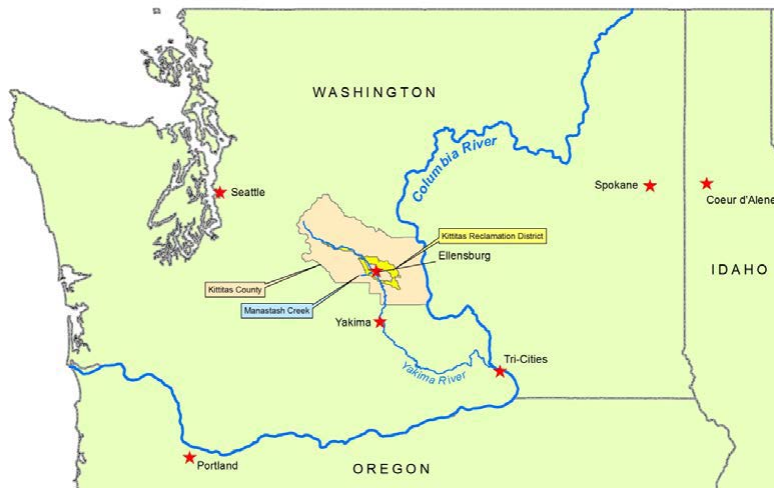 WASHINGTON
Columbia River
Seattle
Spokane
Coeur d'Alene
Kittitas Reclamation District
Ellensburg
IDAHO
Kittitas County
Manastash Creek
Yakima
Tri-Cities
Yakima River
Portland
OREGON